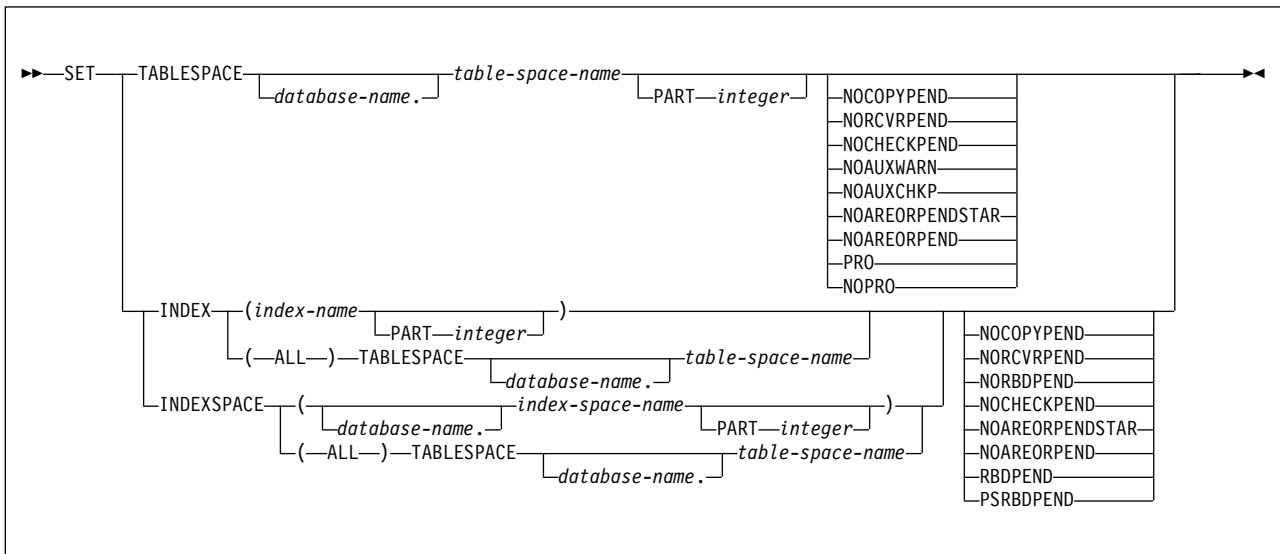 SET TABLESPACE database-name. table-space-name PART integer
NOCOPYPEND
NORCVRPEND
NOCHECKPEND
NOAUXWARN
NOAUXCHKP
NOAREORPENDSTAR
NOAREORPEND
PRO
NOPRO
INDEX (index-name PART integer )
( ALL ) TABLESPACE database-name. table-space-name
INDEXSPACE ( database-name. index-space-name PART integer )
( ALL ) TABLESPACE database-name. table-space-name
NOCOPYPEND
NORCVRPEND
NORBDPEND
NOCHECKPEND
NOAREORPENDSTAR
NOAREORPEND
RBDPEND
PSRBDPEND